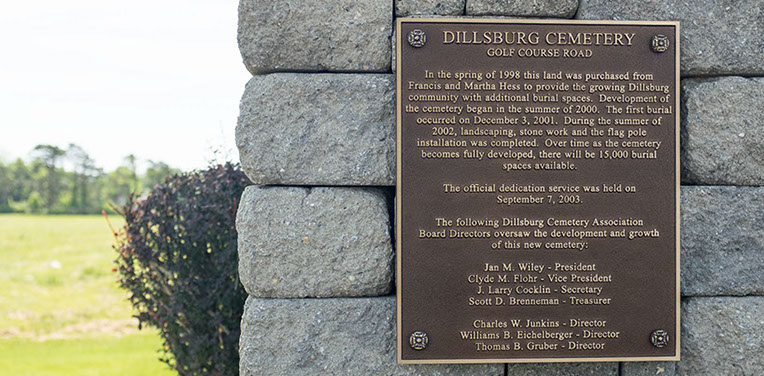 DILLSBURG CEMETERY
GOLF COURSE ROAD
In the spring of 1998 this land was purchased from
Francis and Martha Hess to provide the growing Dillsburg
community with additional burial spaces. Development of
the cemetery began in the summer of 2000. The first burial
occurred on December 3, 2001. During the summer of
2002, landscaping, stone work and the flag pole
installation was completed. Over time as the cemetery
becomes fully developed, there will be 15,000 burial
spaces available.
The official dedication service was held on
September 7, 2003.
The following Dillsburg Cemetery Association
Board Directors oversaw the development and growth
of this new cemetery:
Jan M. Wiley - President
Clyde M. Flohr - Vice President
J. Larry Cocklin - Secretary
Scott D. Brenneman - Treasurer
Charles W. Junkins - Director
Williams B. Eichelberger - Director
Thomas B. Gruber - Director